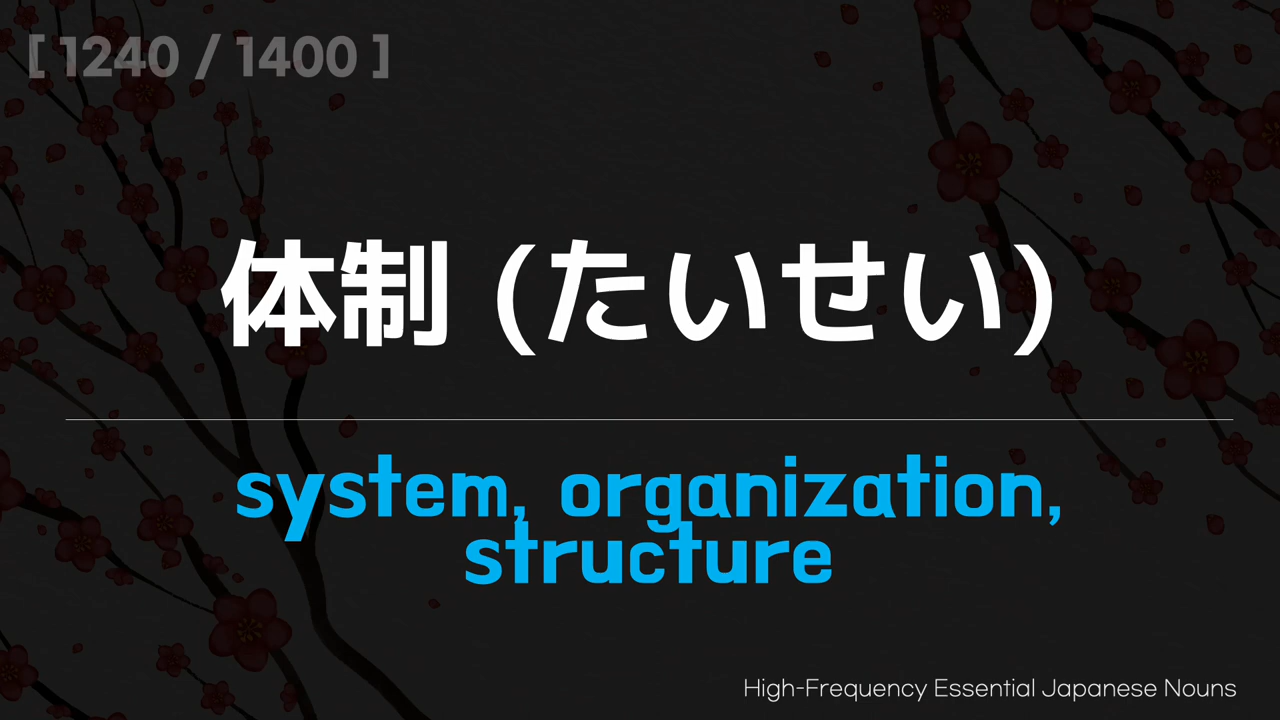 [ 1240 / 1400 ]
体制 (たいせい)
system, organization,
structure
High-Frequency Essential Japanese Nouns